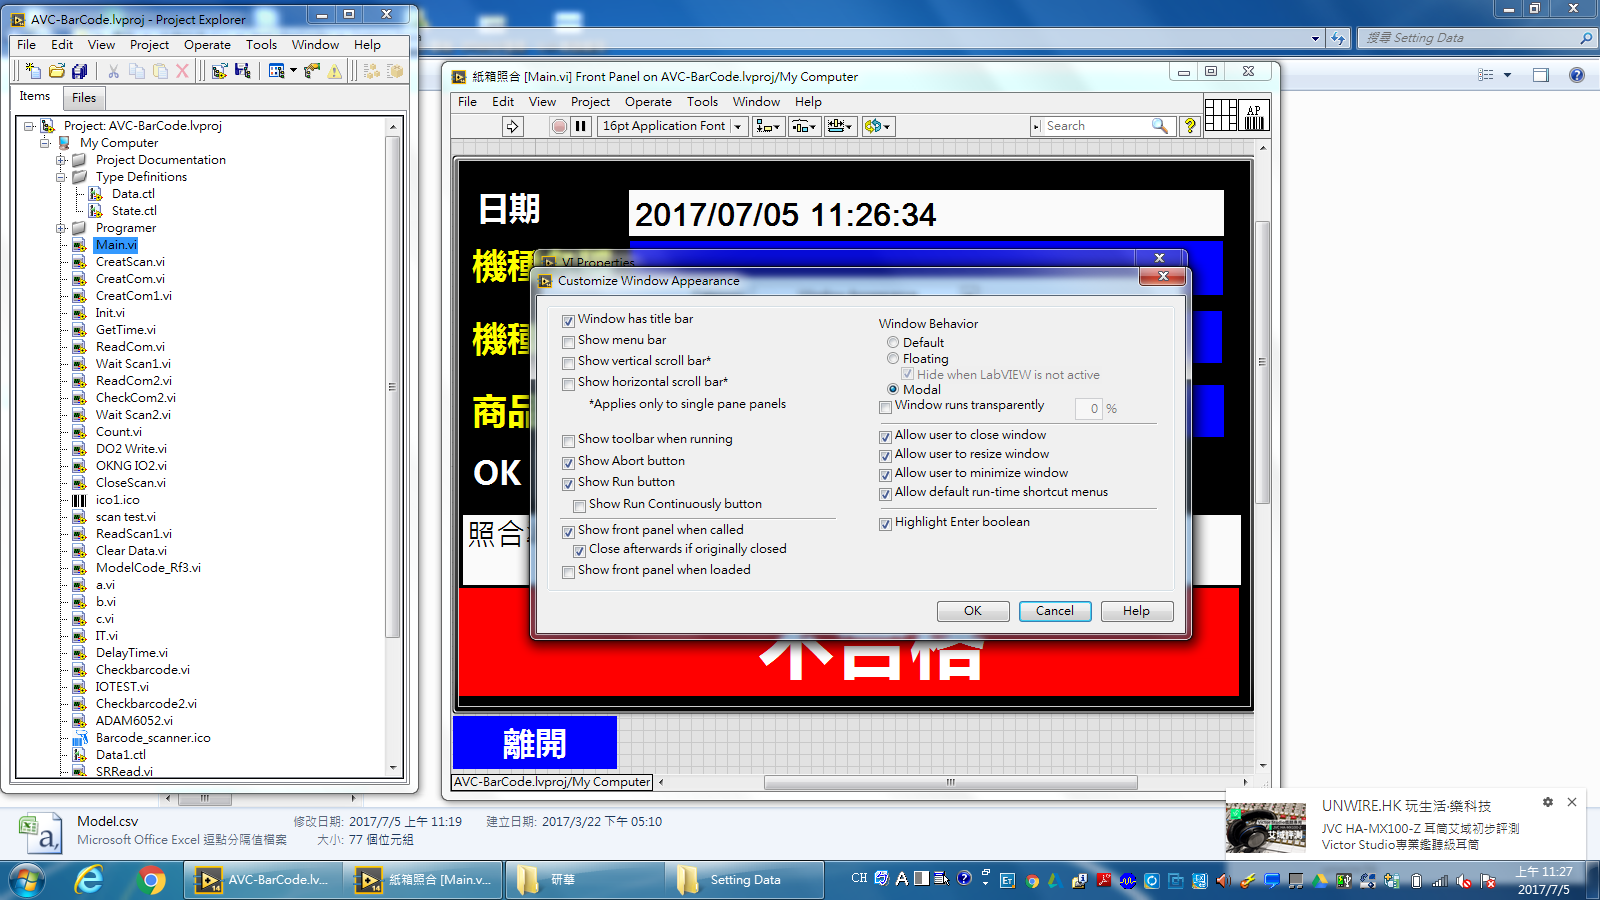 AVC-BarCode.lvproj - Project Explorer
File Edit View Project Operate Tools Window Help
Items Files
Project: AVC-BarCode.lvproj
My Computer
Project Documentation
Type Definitions
Data.ctl
State.ctl
Programer
Main.vi
CreatScan.vi
CreatCom.vi
CreatCom1.vi
Init.vi
GetTime.vi
ReadCom.vi
Wait Scan1.vi
ReadCom2.vi
CheckCom2.vi
Wait Scan2.vi
Count.vi
DO2 Write.vi
OKNG IO2.vi
CloseScan.vi
ico1.ico
scan test.vi
ReadScan1.vi
Clear Data.vi
ModelCode_Rf3.vi
a.vi
b.vi
c.vi
IT.vi
DelayTime.vi
Checkbarcode.vi
IOTEST.vi
Checkbarcode2.vi
ADAM6052.vi
Barcode_scanner.ico
Data1.ctl
SRRead.vi
搜尋 Setting Data
紙箱照合 [Main.vi] Front Panel on AVC-BarCode.lvproj/My Computer
File Edit View Project Operate Tools Window Help
16pt Application Font
Search
AP
日期
2017/07/05 11:26:34
機種
機種
商品
OK
照合
不合格
離開
AVC-BarCode.lvproj/My Computer
VI Properties
Customize Window Appearance
Window has title bar
Show menu bar
Show vertical scroll bar*
Show horizontal scroll bar*
*Applies only to single pane panels
Show toolbar when running
Show Abort button
Show Run button
Show Run Continuously button
Show front panel when called
Close afterwards if originally closed
Show front panel when loaded
Window Behavior
Default
Floating
Hide when LabVIEW is not active
Modal
Window runs transparently 0 %
Allow user to close window
Allow user to resize window
Allow user to minimize window
Allow default run-time shortcut menus
Highlight Enter boolean
OK Cancel Help
Model.csv
Microsoft Office Excel 逗點分隔值檔案
修改日期: 2017/7/5 上午 11:19
大小: 77 個位元組
建立日期: 2017/3/22 下午 05:10
UNWIRE.HK 玩生活‧樂科技
JVC HA-MX100-Z 耳筒艾域初步評測
Victor Studio專業鑑聽級耳筒
AVC-BarCode.lv...
紙箱照合 [Main.v...
研華
Setting Data
CH
上午 11:27
2017/7/5